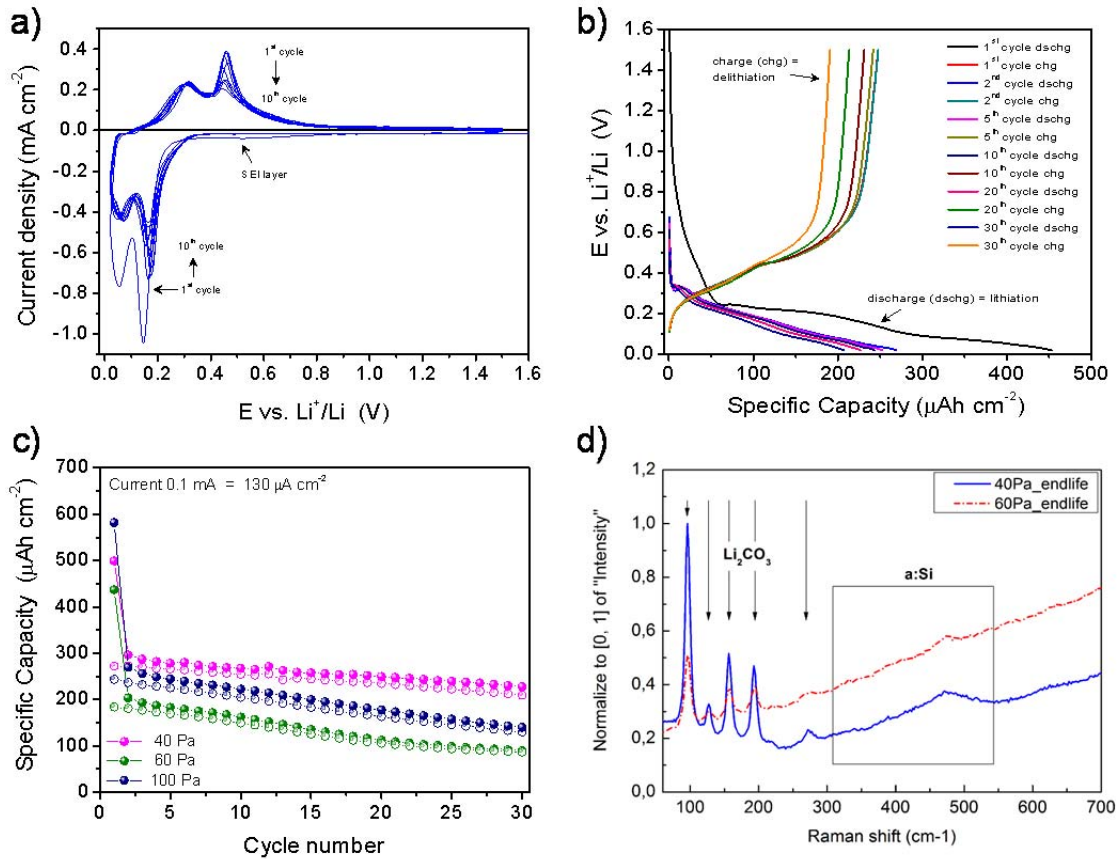 a)
1st cycle
10th cycle
SEI layer
10th cycle
1st cycle
0.4
0.2
0.0
-0.2
-0.4
-0.6
-0.8
-1.0
0.0 0.2 0.4 0.6 0.8 1.0 1.2 1.4 1.6
Current density (mA cm-2)
E vs. Li+/Li (V)
b)
charge (chg) =
delithiation
discharge (dschg) = lithiation
1st cycle dschg
1st cycle chg
2nd cycle dschg
2nd cycle chg
5th cycle dschg
5th cycle chg
10th cycle dschg
10th cycle chg
20th cycle dschg
20th cycle chg
30th cycle dschg
30th cycle chg
1.6
1.4
1.2
1.0
0.8
0.6
0.4
0.2
0.0
0 100 200 300 400 500
E vs. Li+/Li (V)
Specific Capacity (µAh cm-2)
c)
Current 0.1 mA = 130 µA cm-2
40 Pa
60 Pa
100 Pa
700
600
500
400
300
200
100
0
0 5 10 15 20 25 30
Specific Capacity (µAh cm-2)
Cycle number
d)
40Pa_endlife
60Pa_endlife
Li2CO3
a:Si
1,2
1,0
0,8
0,6
0,4
0,2
0,0
100 200 300 400 500 600 700
Normalize to [0, 1] of "Intensity"
Raman shift (cm-1)